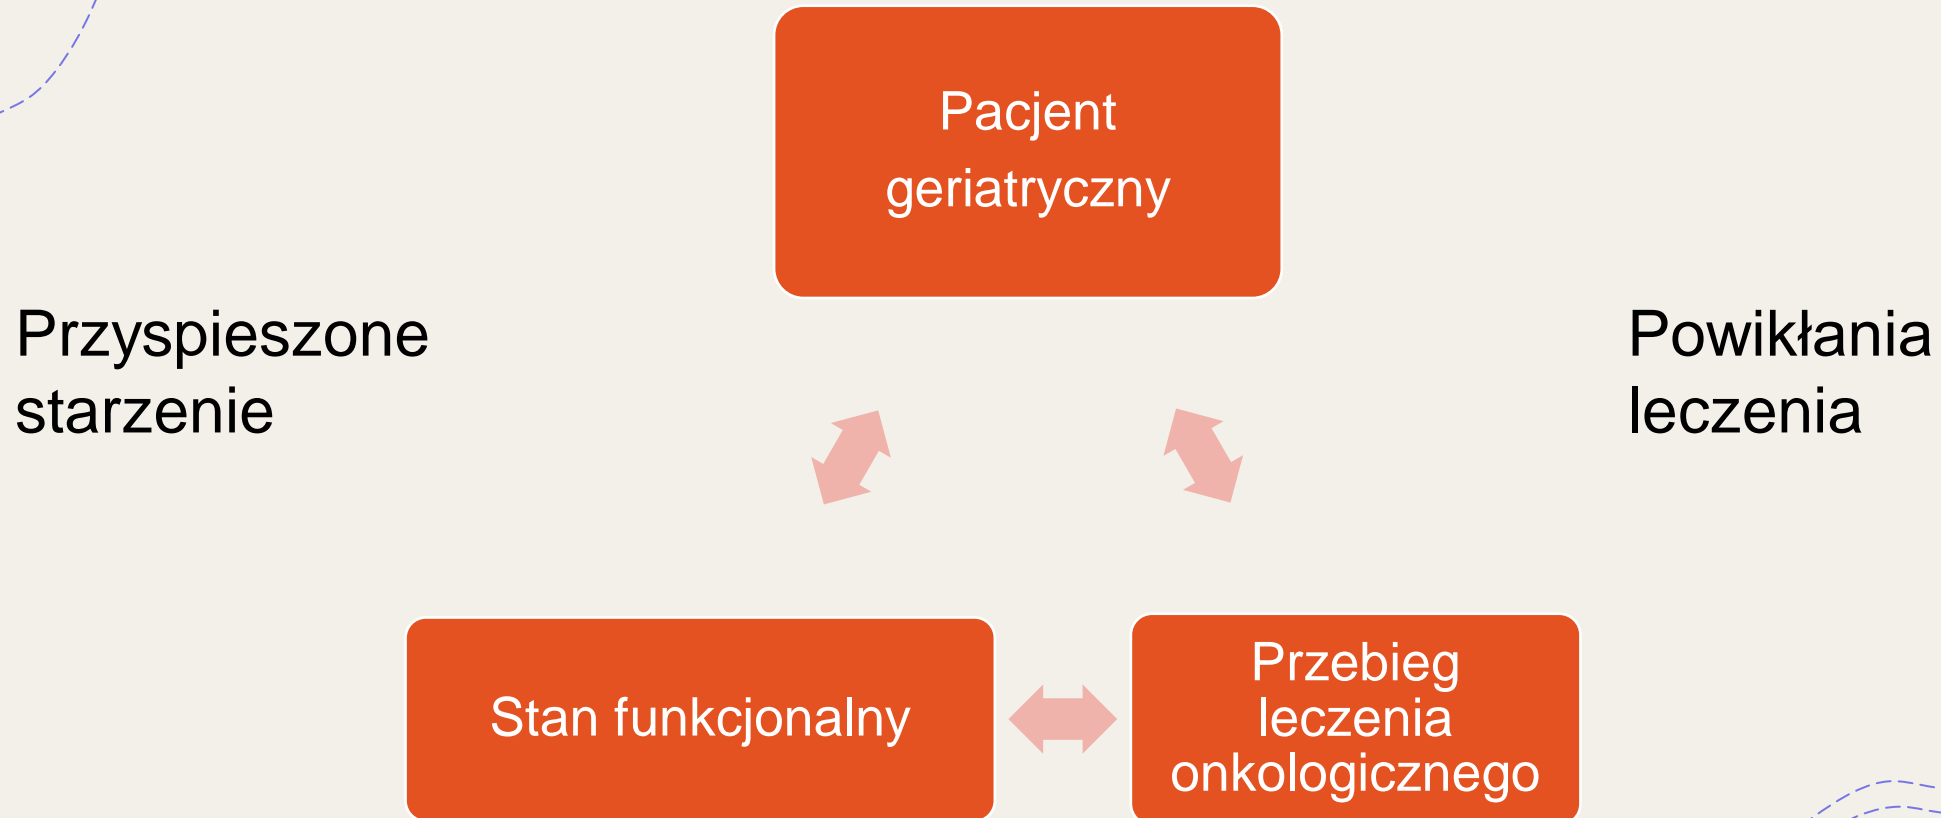 Pacjent
geriatryczny
Przyspieszone
starzenie
Powikłania
leczenia
Stan funkcjonalny
Przebieg
leczenia
onkologicznego